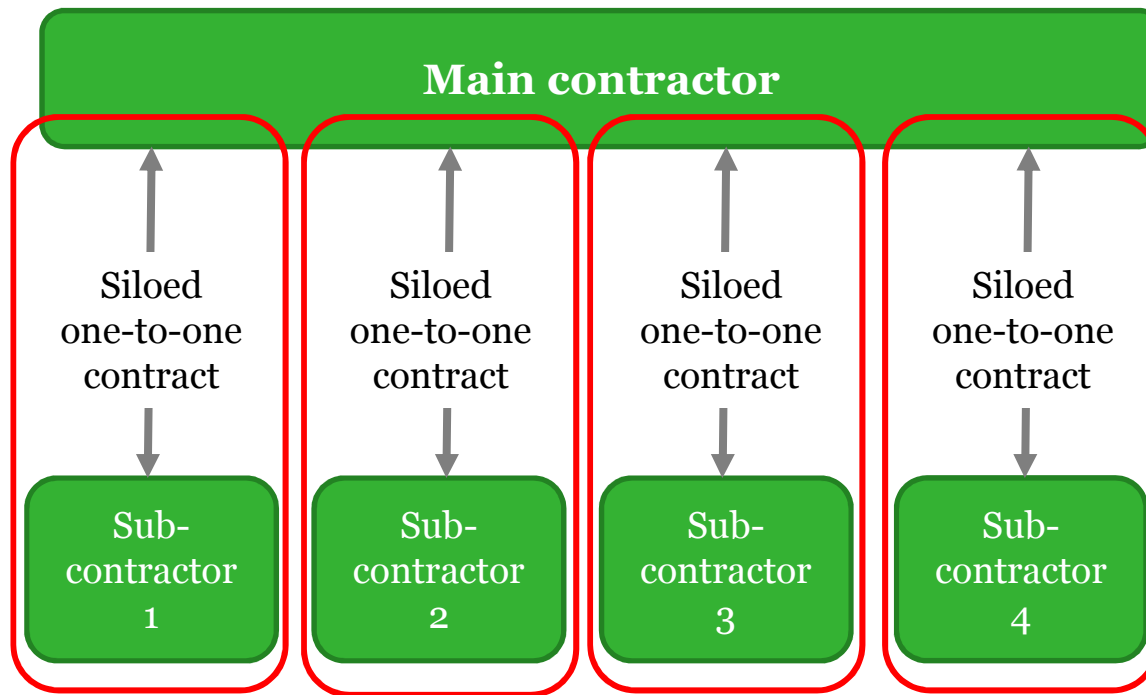 Main contractor
Siloed
one-to-one
contract
Siloed
one-to-one
contract
Siloed
one-to-one
contract
Siloed
one-to-one
contract
Sub-
contractor
1
Sub-
contractor
2
Sub-
contractor
3
Sub-
contractor
4